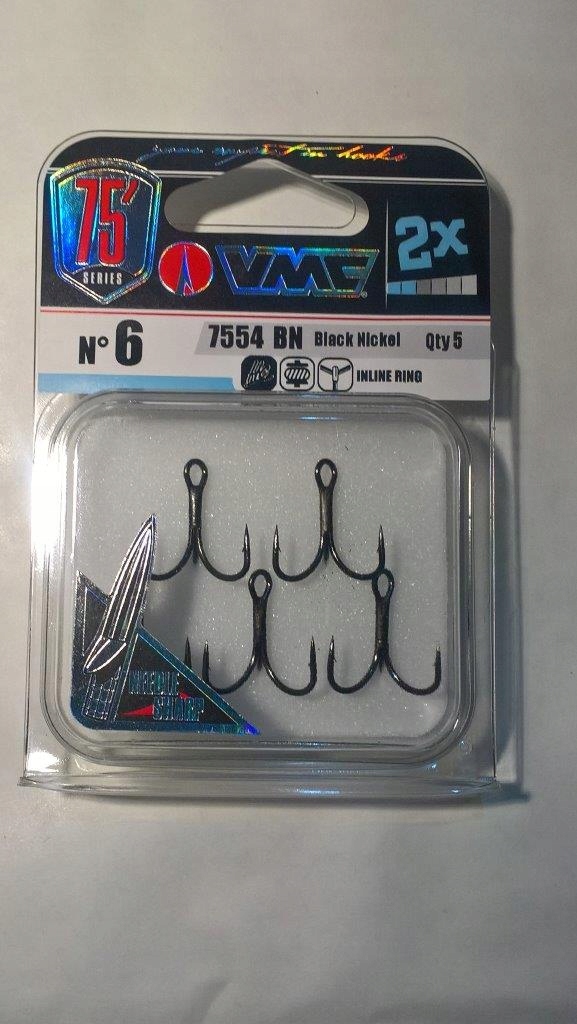 75'
SERIES
VMC®
2x
N° 6
7554 BN Black Nickel Qty 5
INLINE RING
NEEDLE
SHARP